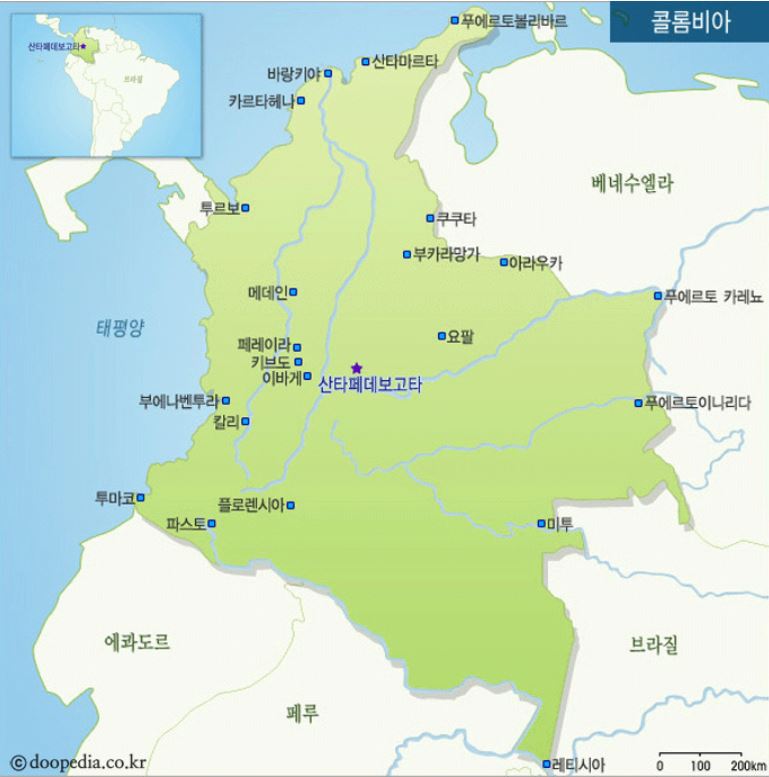 콜롬비아
산타페데보고타
브라질
푸에르토볼리바르
산타마르타
바랑키야
카르타헤나
베네수엘라
투르보
쿠쿠타
부카라망가
아라우카
메데인
푸에르토 카레뇨
태평양
요팔
페레이라
키브도
이바게
산타페데보고타
부에나벤투라
푸에르토이니리다
칼리
투마코
플로렌시아
파스토
미투
에콰도르
브라질
페루
레티시아
0 100 200km
©doopedia.co.kr